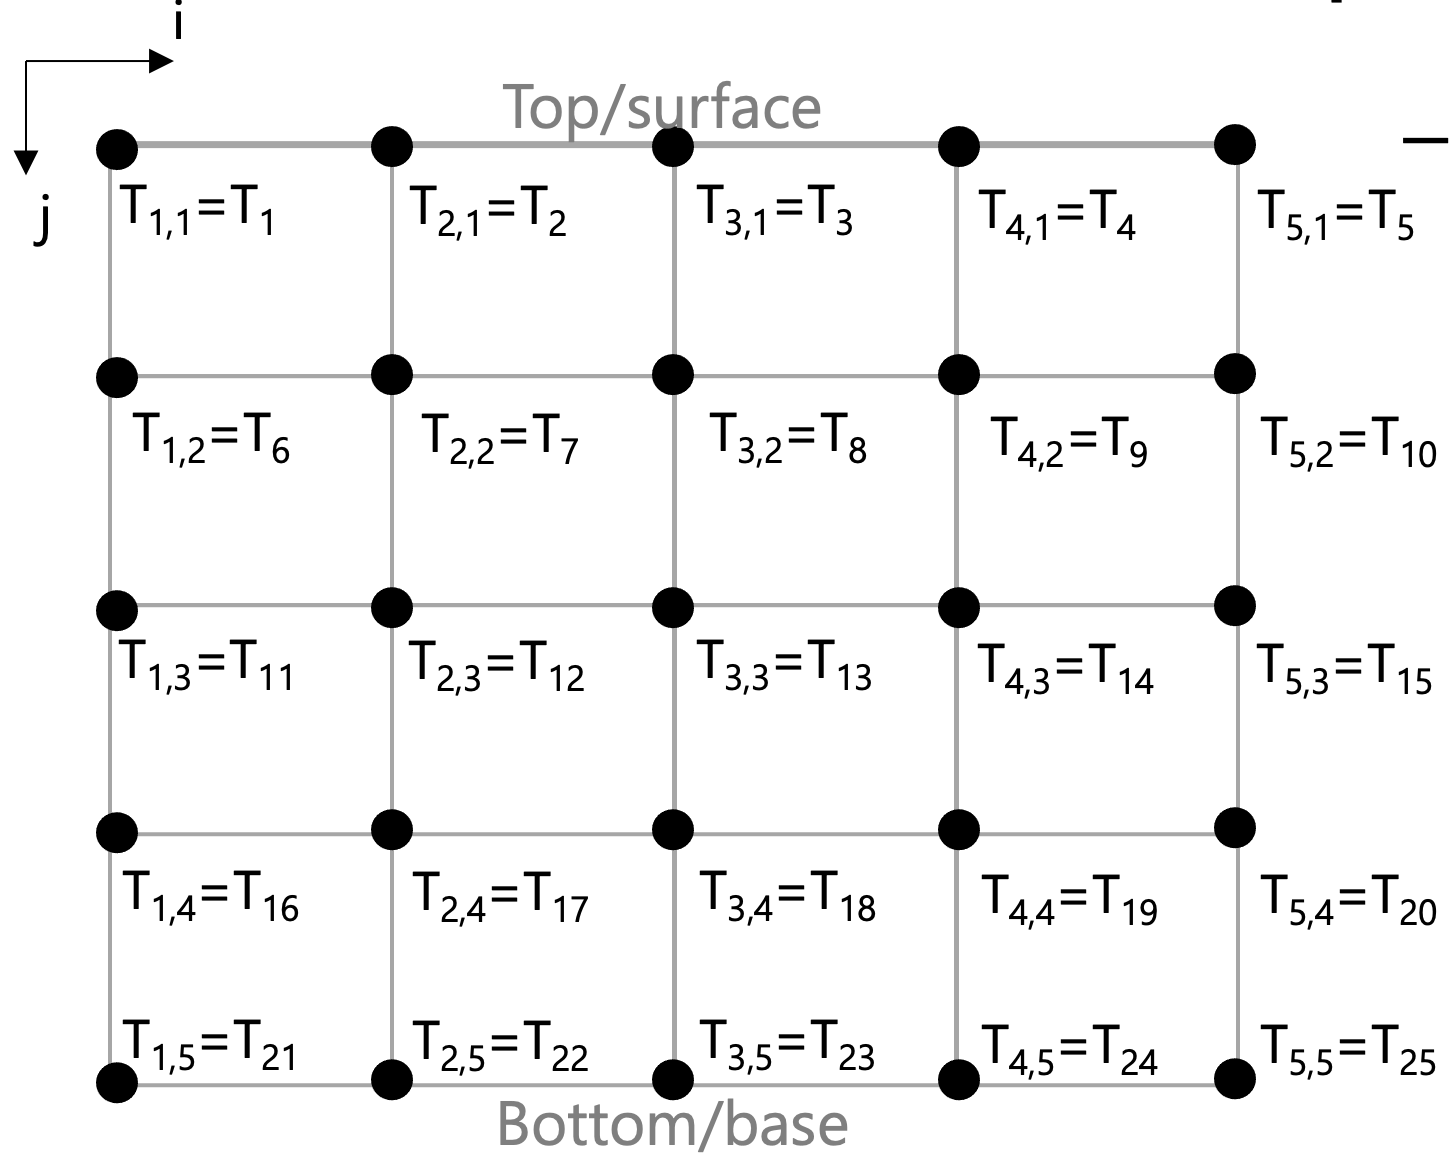 i
j
Top/surface
T1,1=T1 T2,1=T2 T3,1=T3 T4,1=T4 T5,1=T5
T1,2=T6 T2,2=T7 T3,2=T8 T4,2=T9 T5,2=T10
T1,3=T11 T2,3=T12 T3,3=T13 T4,3=T14 T5,3=T15
T1,4=T16 T2,4=T17 T3,4=T18 T4,4=T19 T5,4=T20
T1,5=T21 T2,5=T22 T3,5=T23 T4,5=T24 T5,5=T25
Bottom/base